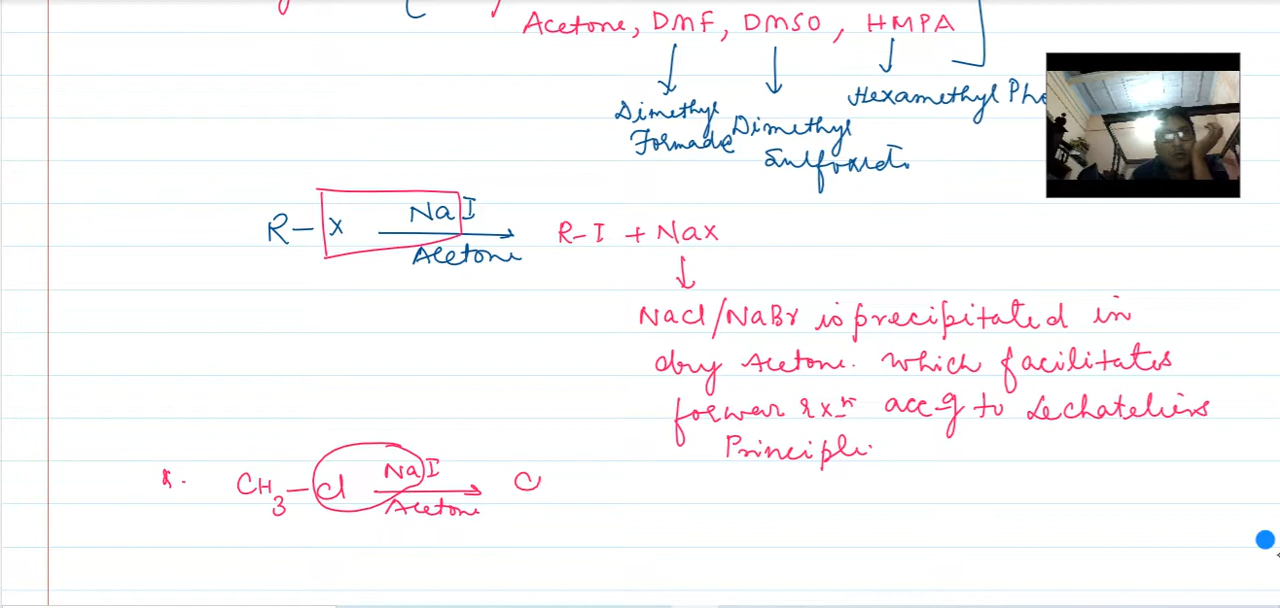 Acetone, DMF, DMSO, HMPA
Dimethyl
Formade
Dimethyl
Sulfoxide
Hexamethyl Pho
R-X NaI
Acetone
R-I + NaX
NaCl/NaBr is precipitated in
dry Acetone. Which facilitates
forwar rxn accg to Lechateliers
Principle.
CH3-Cl NaI
Acetone
C